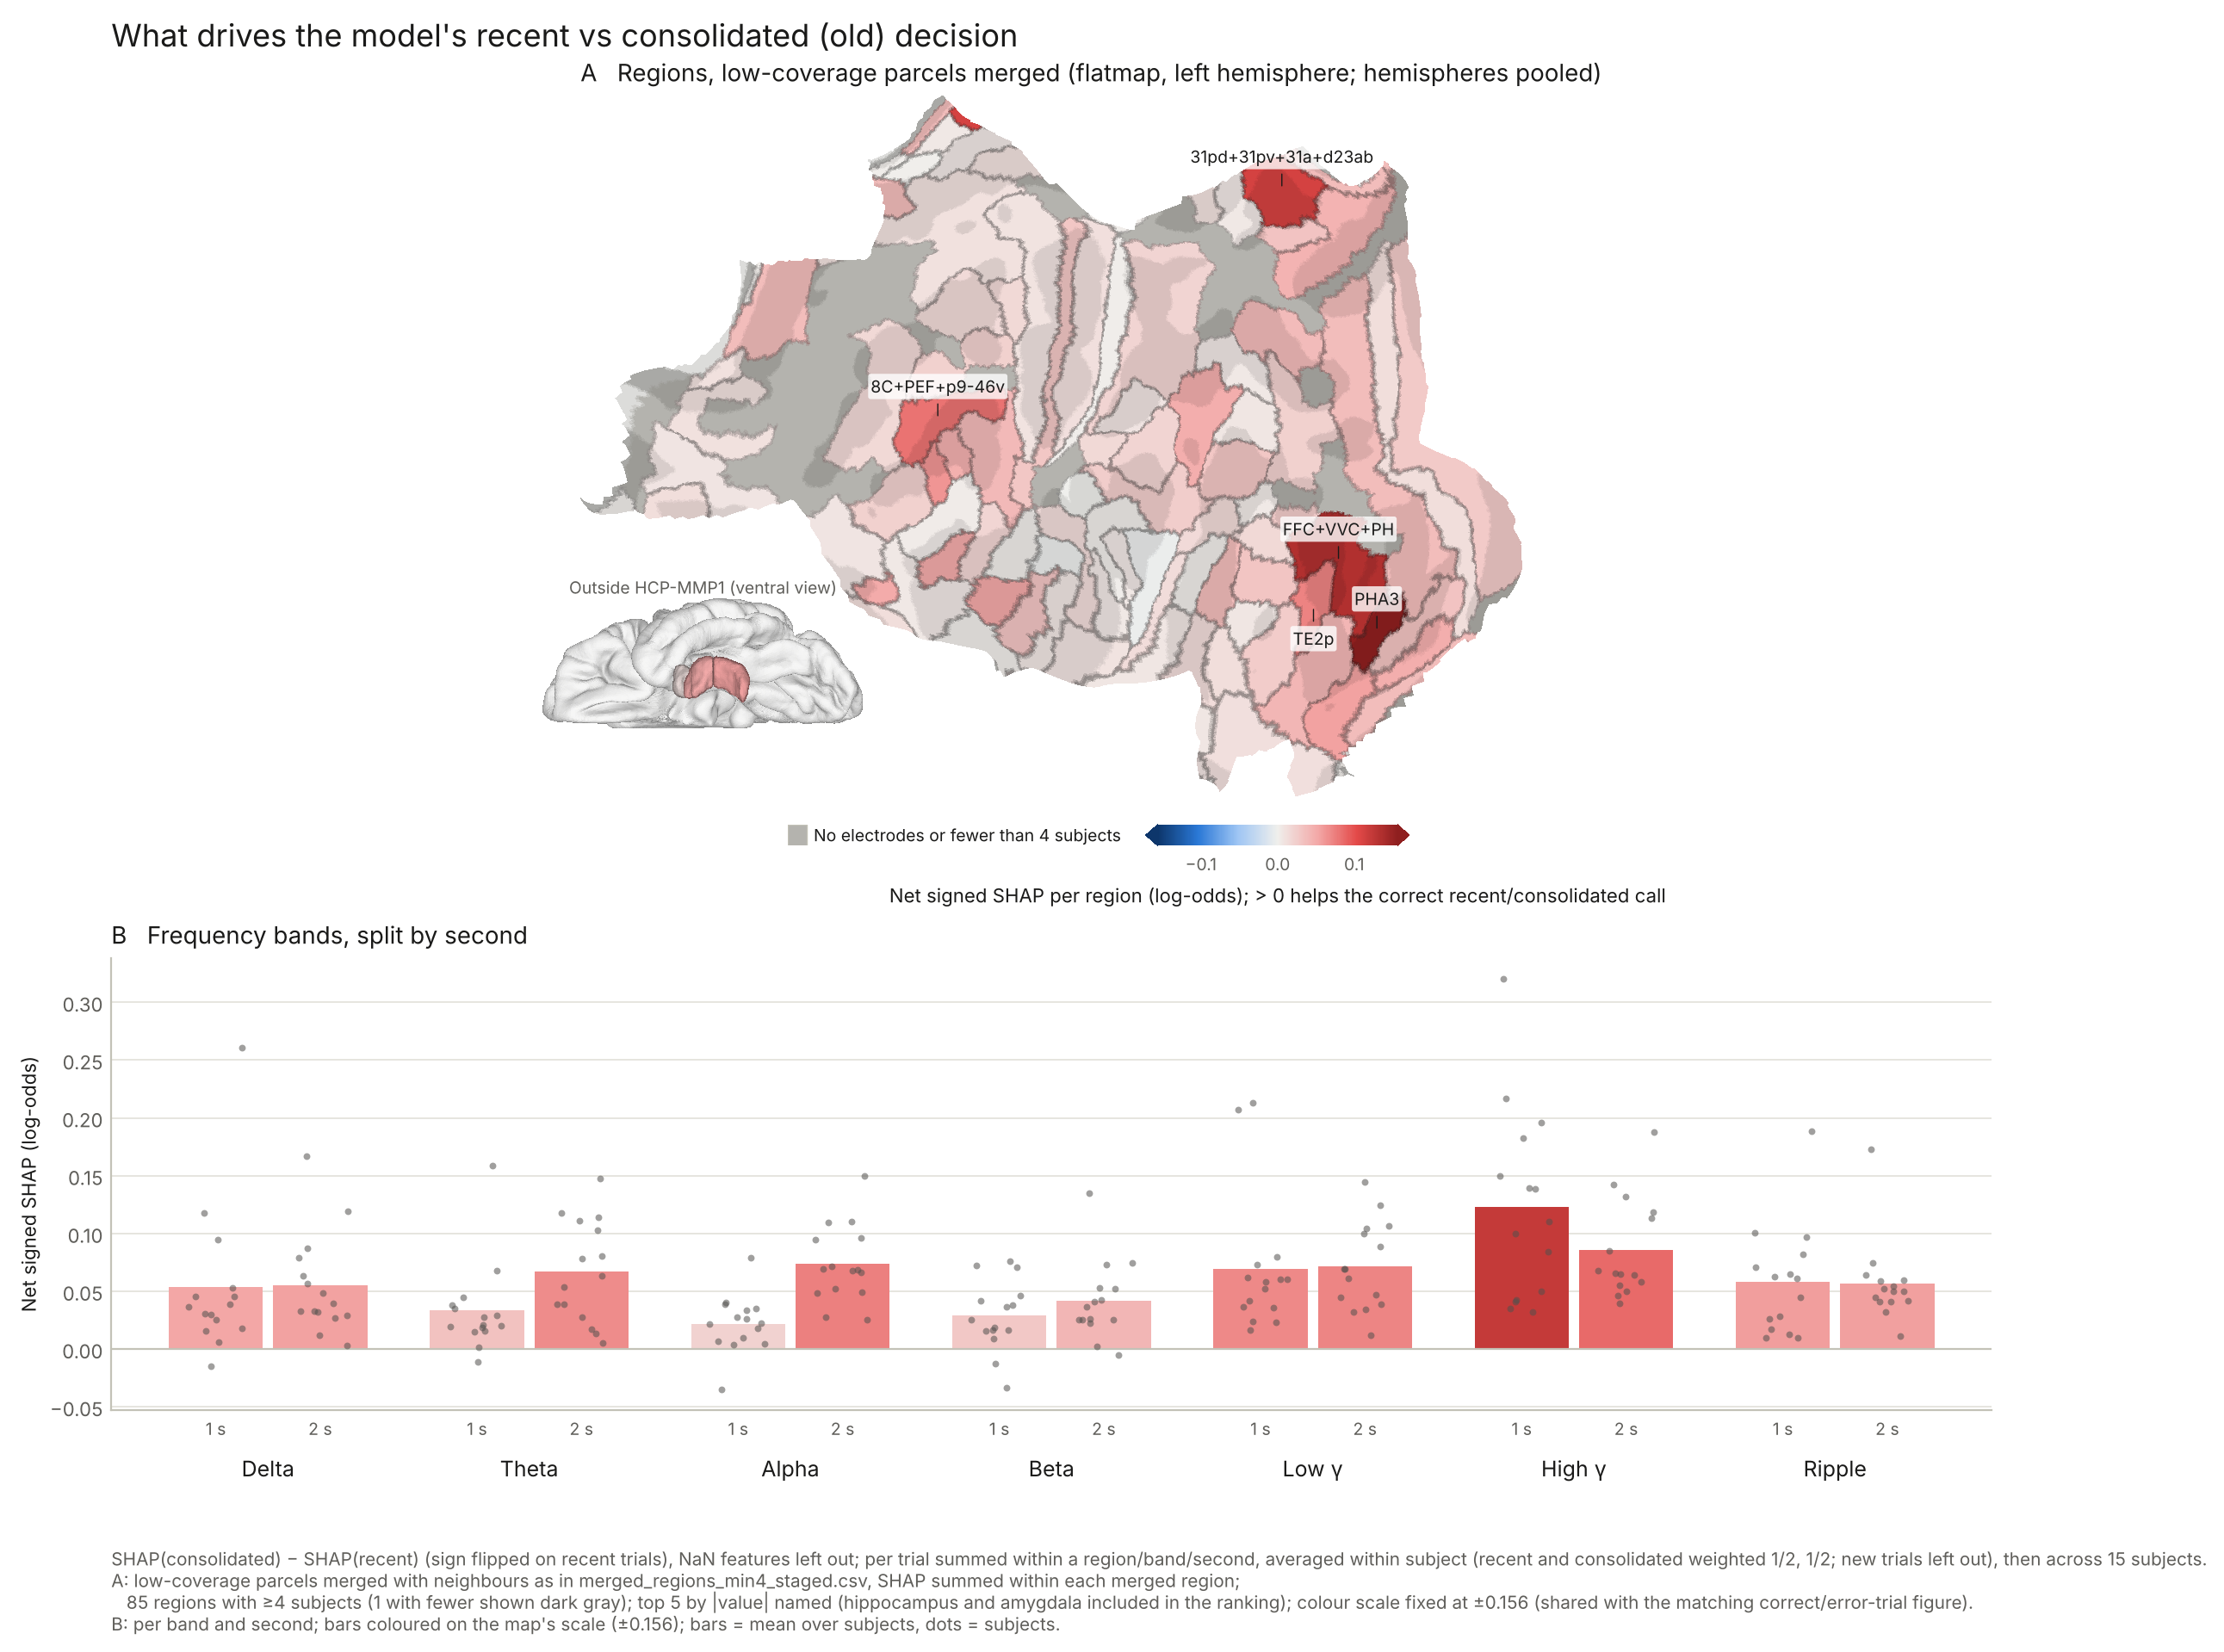 What drives the model's recent vs consolidated (old) decision
A Regions, low-coverage parcels merged (flatmap, left hemisphere; hemispheres pooled)
31pd+31pv+31a+d23ab
8C+PEF+p9-46v
FFC+VVC+PH
Outside HCP-MMP1 (ventral view)
PHA3
TE2p
No electrodes or fewer than 4 subjects
−0.1 0.0 0.1
Net signed SHAP per region (log-odds); > 0 helps the correct recent/consolidated call
B Frequency bands, split by second
Net signed SHAP (log-odds)
0.30
0.25
0.20
0.15
0.10
0.05
0.00
−0.05
1 s 2 s 1 s 2 s 1 s 2 s 1 s 2 s 1 s 2 s 1 s 2 s 1 s 2 s
Delta Theta Alpha Beta Low γ High γ Ripple
SHAP(consolidated) − SHAP(recent) (sign flipped on recent trials), NaN features left out; per trial summed within a region/band/second, averaged within subject (recent and consolidated weighted 1/2, 1/2; new trials left out), then across 15 subjects.
A: low-coverage parcels merged with neighbours as in merged_regions_min4_staged.csv, SHAP summed within each merged region;
85 regions with ≥4 subjects (1 with fewer shown dark gray); top 5 by |value| named (hippocampus and amygdala included in the ranking); colour scale fixed at ±0.156 (shared with the matching correct/error-trial figure).
B: per band and second; bars coloured on the map's scale (±0.156); bars = mean over subjects, dots = subjects.